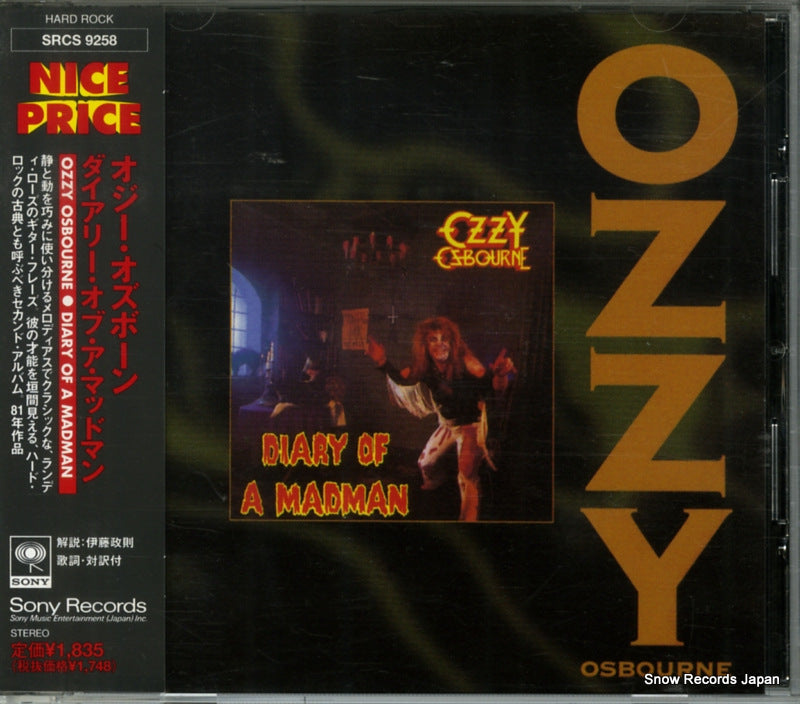 HARD ROCK
SRCS 9258
NICE
PRICE
オジー・オズボーン
ダイアリー・オブ・ア・マッドマン
OZZY OSBOURNE ● DIARY OF A MADMAN
静と動を巧みに使い分けるメロディアスでクラシックな、ランデ
ィ・ローズのギター・フレーズ。彼の才能を垣間見える、ハード・
ロックの古典とも呼ぶべきセカンド・アルバム。81年作品
解説:伊藤政則
歌詞・対訳付
SONY
Sony Records
Sony Music Entertainment (Japan) Inc.
STEREO
定価¥1,835
(税抜価格¥1,748)
OZZY
OSBOURNE
DIARY OF
A MADMAN
OZZY
OSBOURNE
Snow Records Japan